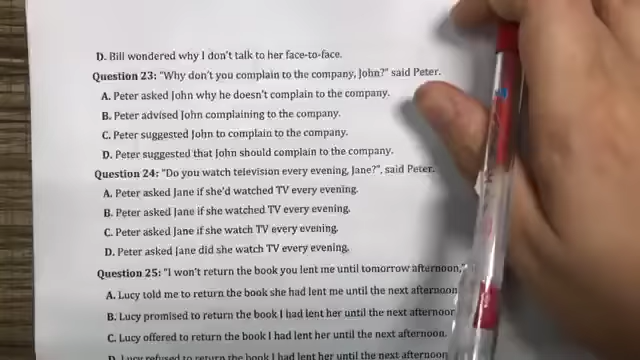 D. Bill wondered why I don't talk to her face-to-face.
Question 23: "Why don't you complain to the company, John?" said Peter.
A. Peter asked John why he doesn't complain to the company.
B. Peter advised John complaining to the company.
C. Peter suggested John to complain to the company.
D. Peter suggested that John should complain to the company.
Question 24: "Do you watch television every evening, Jane?", said Peter.
A. Peter asked Jane if she'd watched TV every evening.
B. Peter asked Jane if she watched TV every evening.
C. Peter asked Jane if she watch TV every evening.
D. Peter asked Jane did she watch TV every evening.
Question 25: "I won't return the book you lent me until tomorrow afternoon,"
A. Lucy told me to return the book she had lent me until the next afternoon
B. Lucy promised to return the book I had lent her until the next afternoon
C. Lucy offered to return the book I had lent her until the next afternoon.
D. Lucy refused to return the book I had lent her until the next afternoon